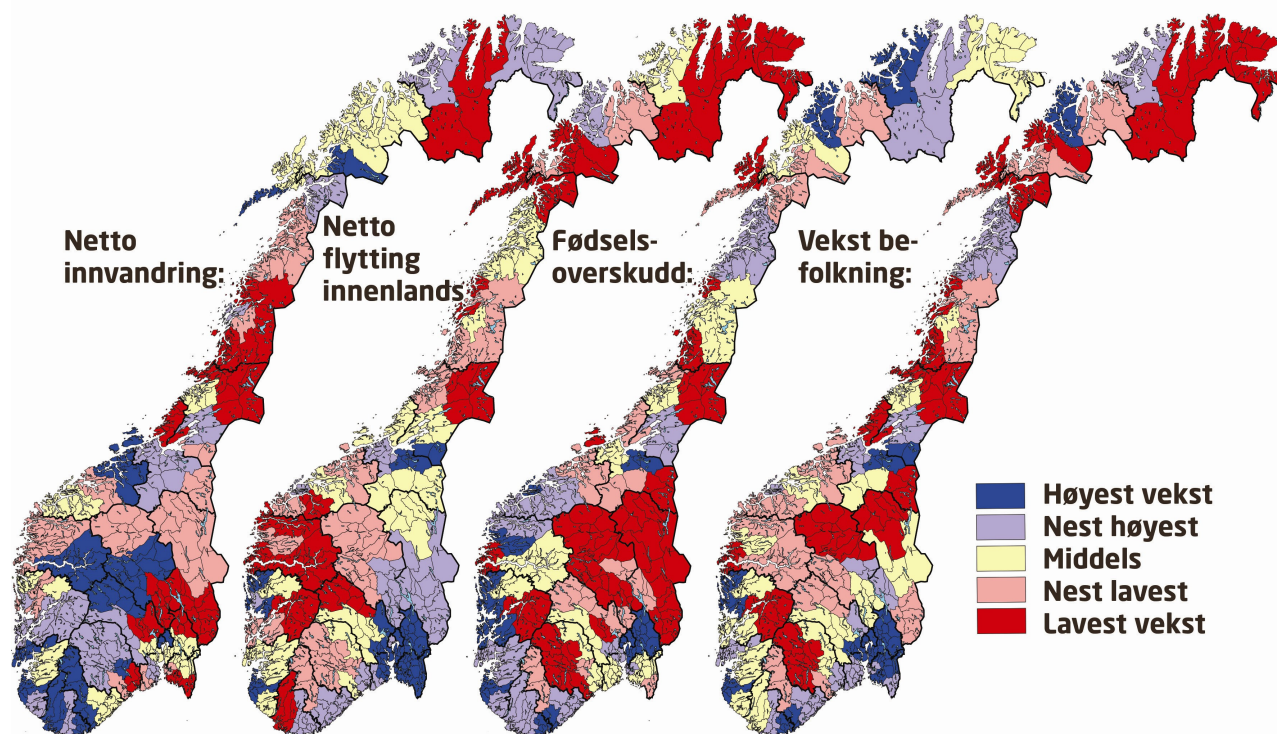 Netto
innvandring:
Netto
flytting
innenlands
Fødsels-
overskudd:
Vekst be-
folkning:
Høyest vekst
Nest høyest
Middels
Nest lavest
Lavest vekst